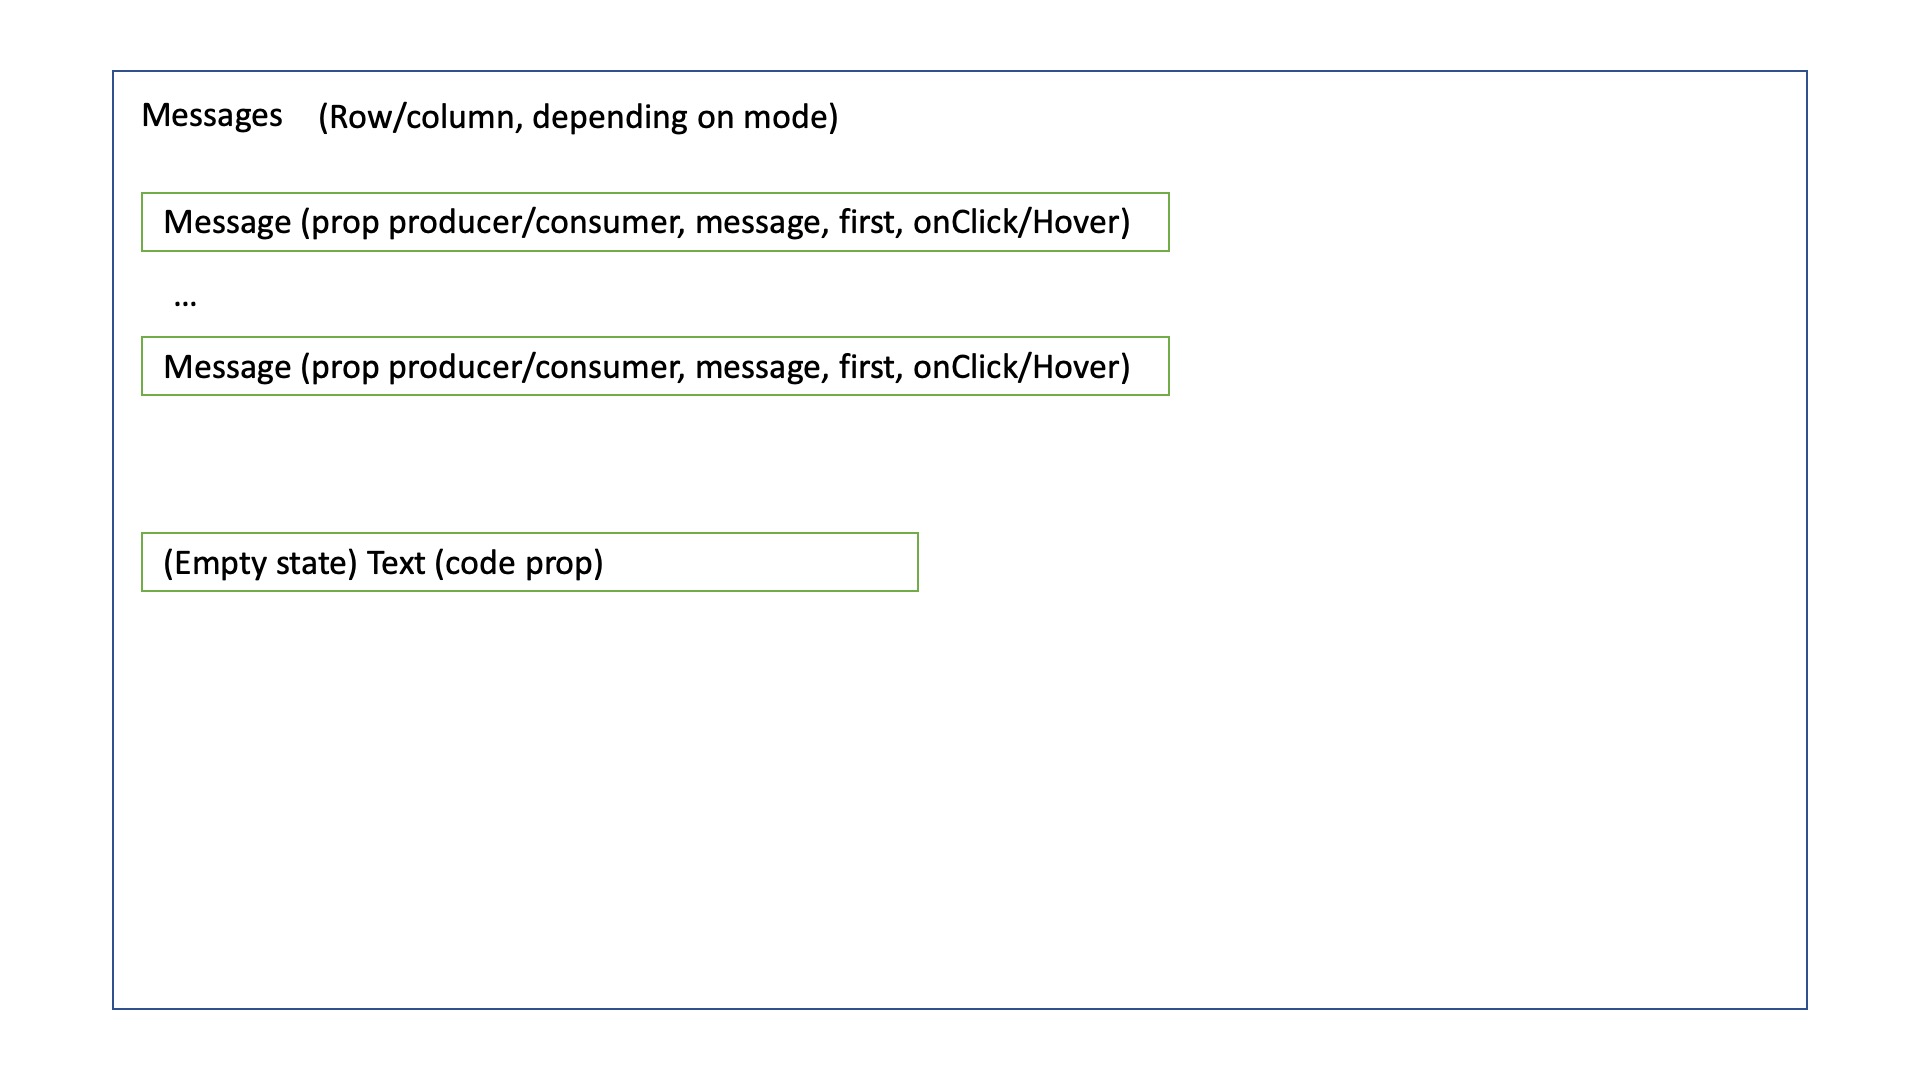 Messages (Row/column, depending on mode)
Message (prop producer/consumer, message, first, onClick/Hover)
...
Message (prop producer/consumer, message, first, onClick/Hover)
(Empty state) Text (code prop)